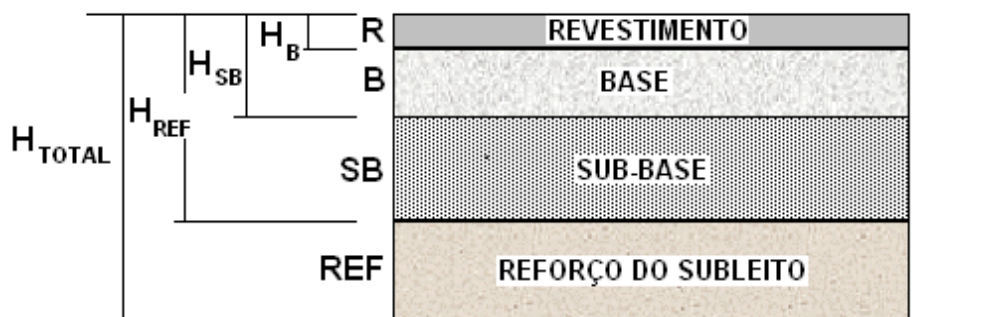 H_B R REVESTIMENTO
H_SB B BASE
H_REF
H_TOTAL SB SUB-BASE
REF REFORÇO DO SUBLEITO